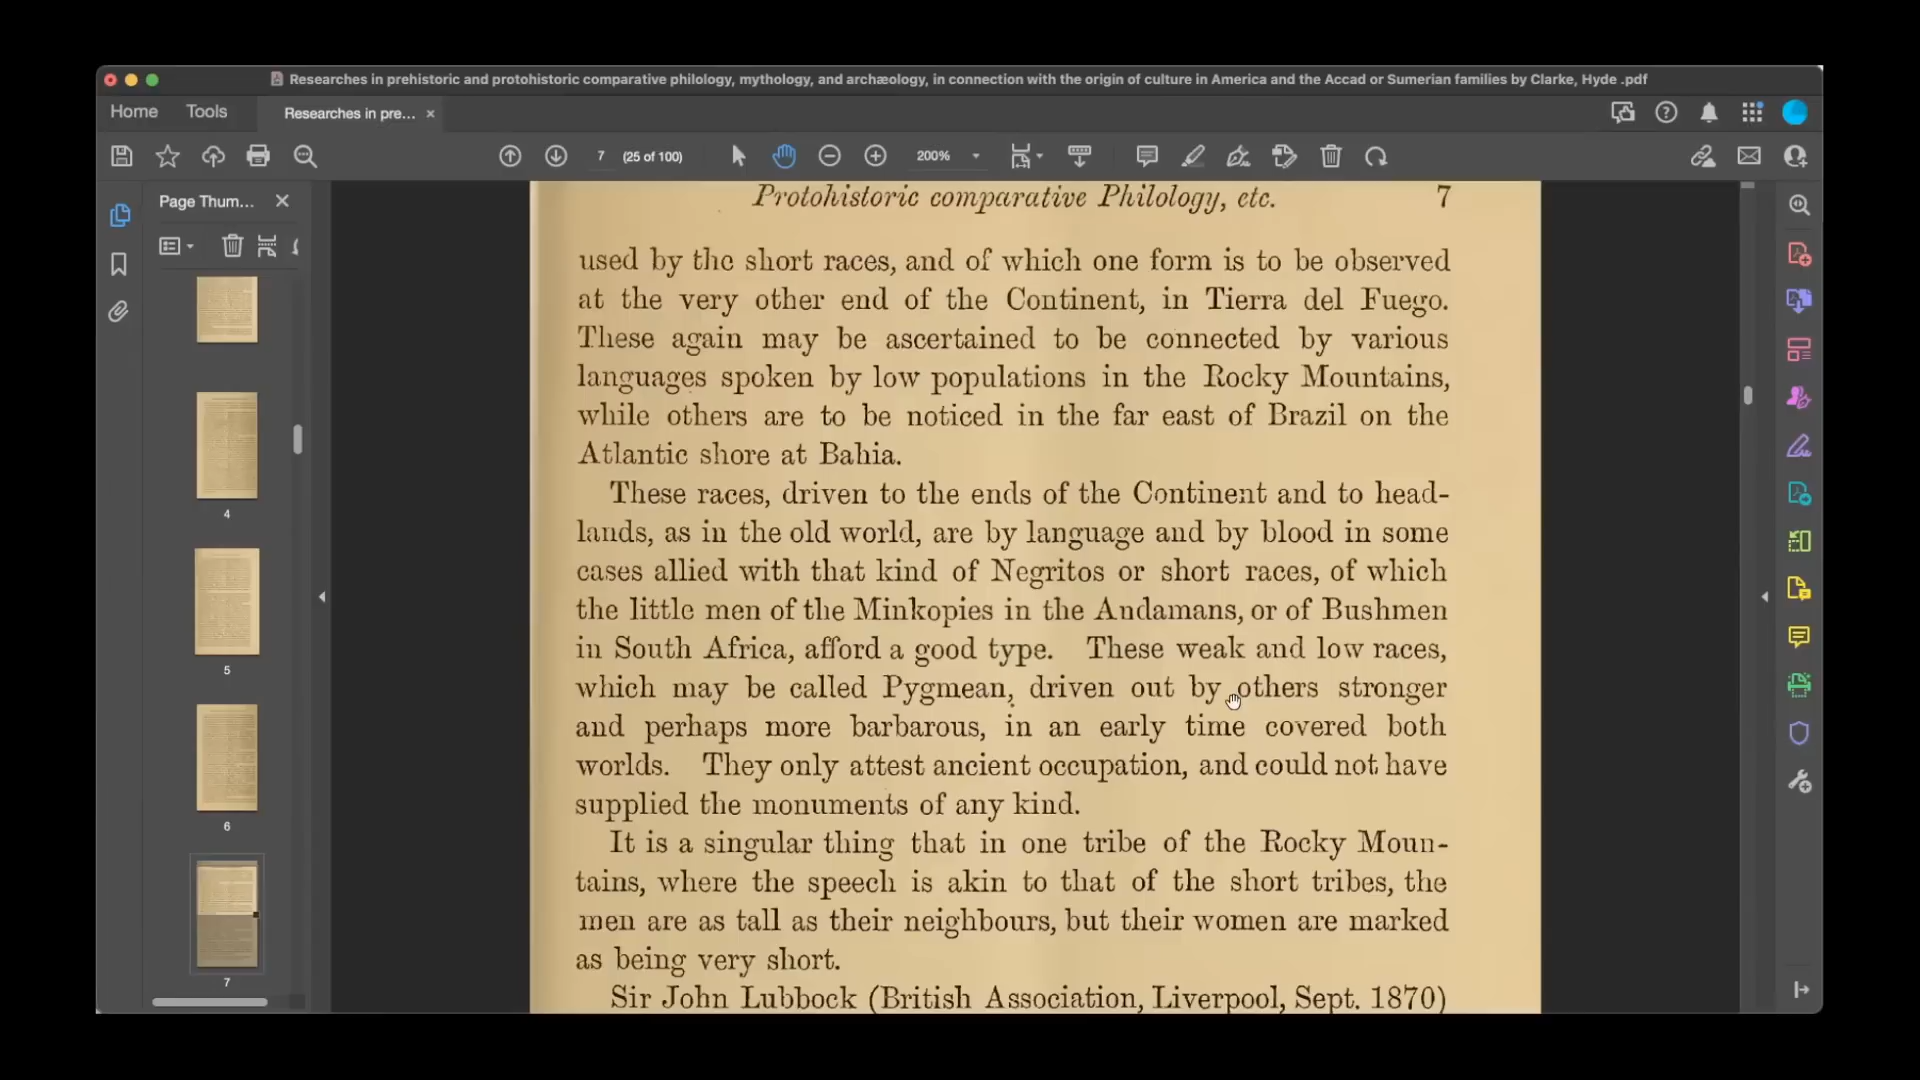 Researches in prehistoric and protohistoric comparative philology, mythology, and archæology, in connection with the origin of culture in America and the Accad or Sumerian families by Clarke, Hyde .pdf
Home
Tools
Researches in pre...
7 (25 of 100)
200%
Page Thum...
4
5
6
7
Protohistoric comparative Philology, etc. 7
used by the short races, and of which one form is to be observed
at the very other end of the Continent, in Tierra del Fuego.
These again may be ascertained to be connected by various
languages spoken by low populations in the Rocky Mountains,
while others are to be noticed in the far east of Brazil on the
Atlantic shore at Bahia.
These races, driven to the ends of the Continent and to head-
lands, as in the old world, are by language and by blood in some
cases allied with that kind of Negritos or short races, of which
the little men of the Minkopies in the Andamans, or of Bushmen
in South Africa, afford a good type. These weak and low races,
which may be called Pygmean, driven out by others stronger
and perhaps more barbarous, in an early time covered both
worlds. They only attest ancient occupation, and could not have
supplied the monuments of any kind.
It is a singular thing that in one tribe of the Rocky Moun-
tains, where the speech is akin to that of the short tribes, the
men are as tall as their neighbours, but their women are marked
as being very short.
Sir John Lubbock (British Association, Liverpool, Sept. 1870)